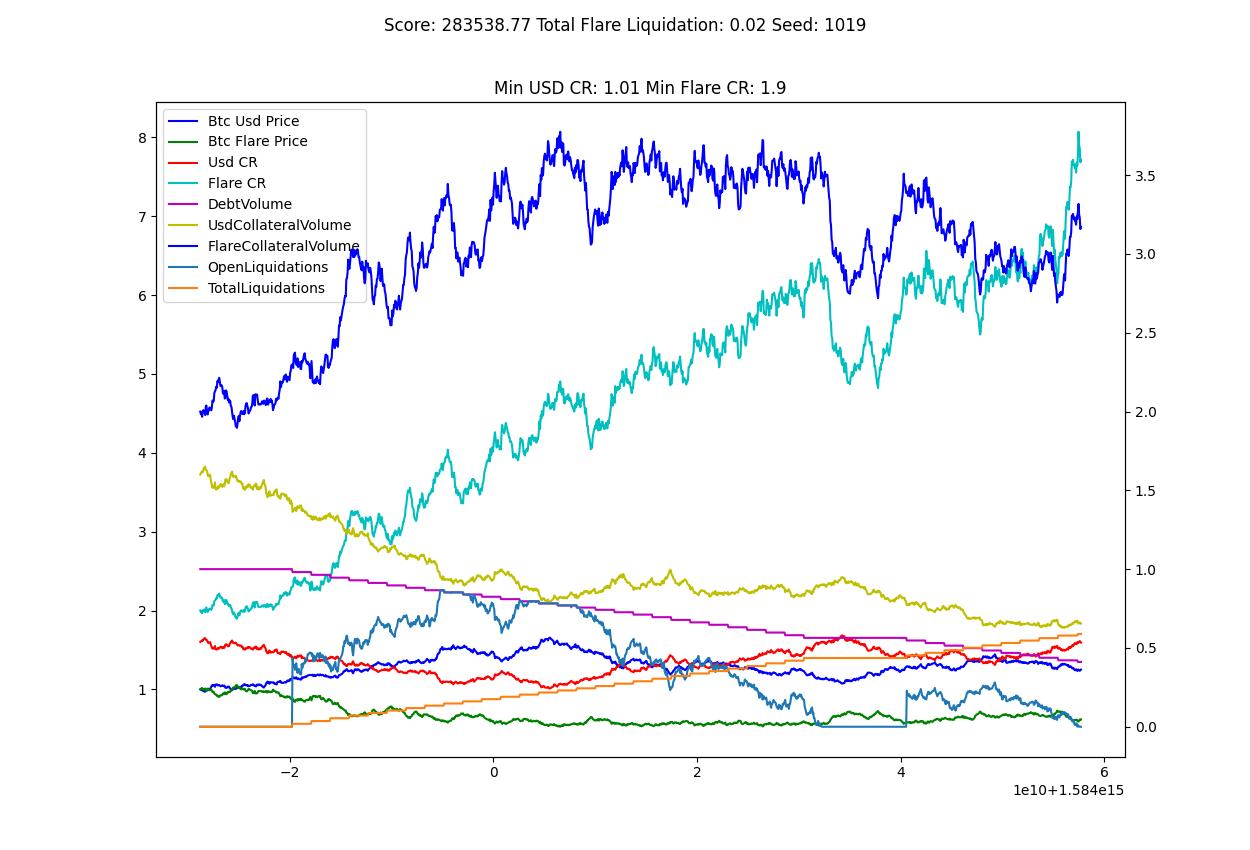 Score: 283538.77 Total Flare Liquidation: 0.02 Seed: 1019
Min USD CR: 1.01 Min Flare CR: 1.9
Btc Usd Price
Btc Flare Price
Usd CR
Flare CR
DebtVolume
UsdCollateralVolume
FlareCollateralVolume
OpenLiquidations
TotalLiquidations
8
7
6
5
4
3
2
1
3.5
3.0
2.5
2.0
1.5
1.0
0.5
0.0
−2
0
2
4
6
1e10+1.584e15